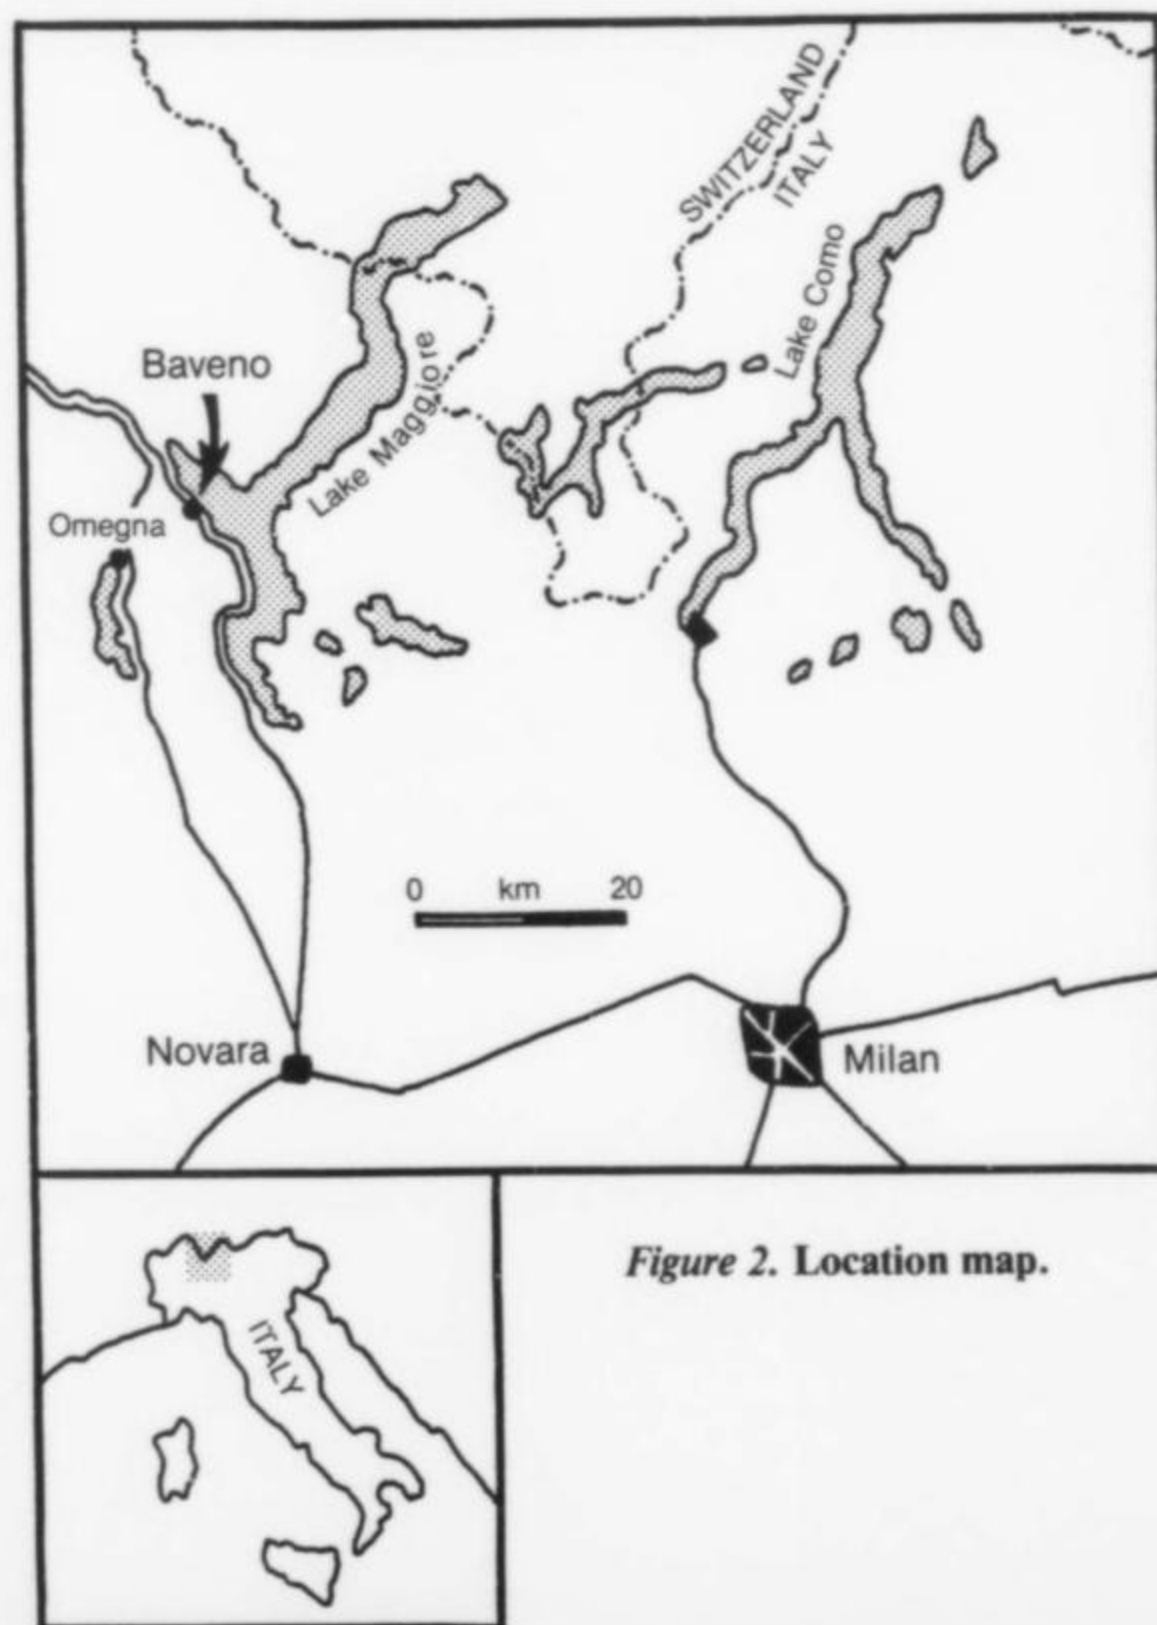 SWITZERLAND
ITALY
Lake Como
Baveno
Lake Maggiore
Omegna
0 km 20
Novara
Milan
ITALY
Figure 2. Location map.